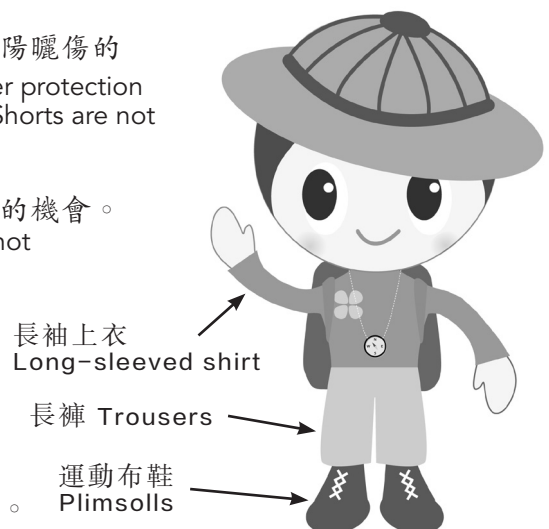 陽曬傷的
er protection
Shorts are not
的機會。
not
長袖上衣
Long-sleeved shirt
長褲 Trousers
運動布鞋
。 Plimsolls